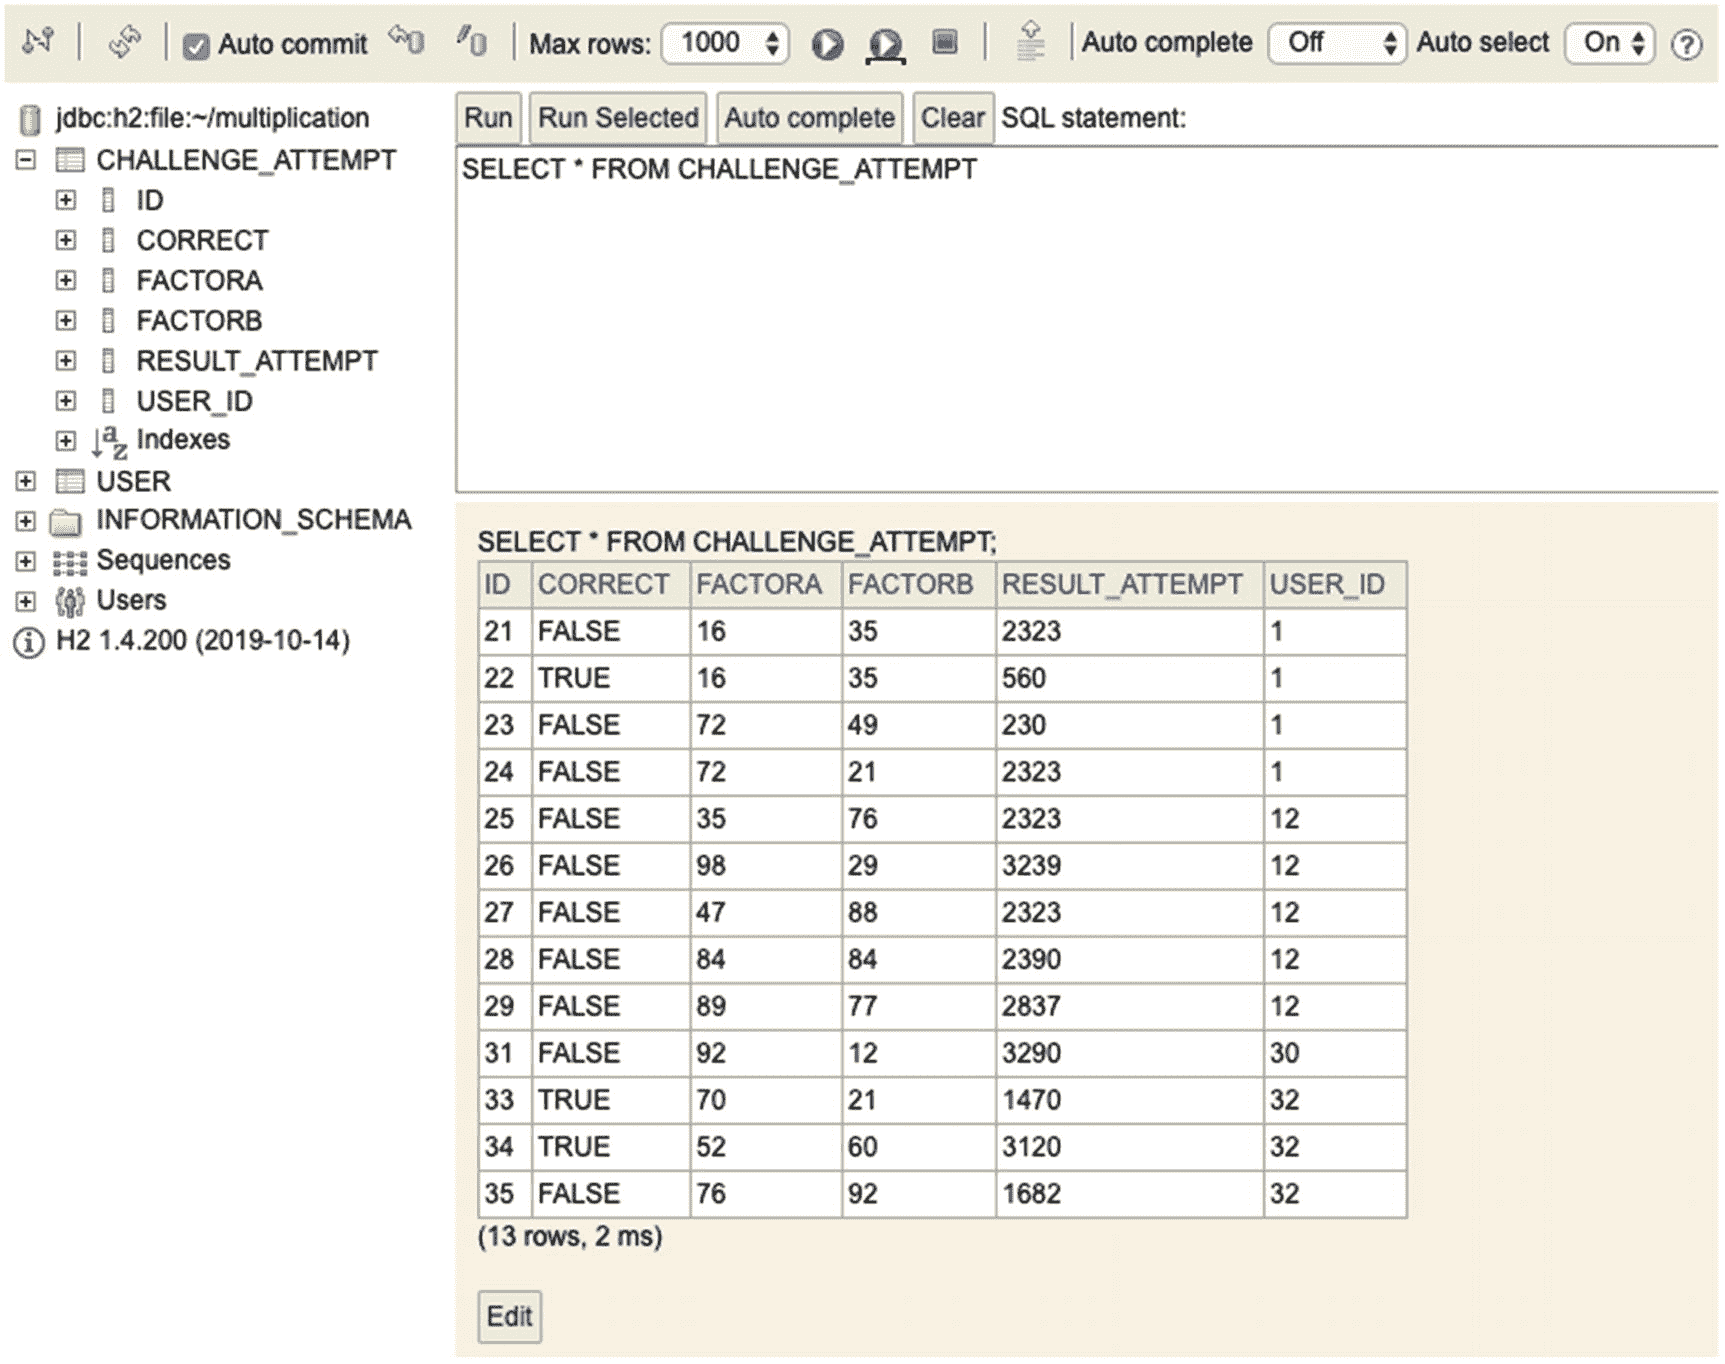 Auto commit Max rows: 1000 Auto complete Off Auto select On ?
jdbc:h2:file:~/multiplication
CHALLENGE_ATTEMPT
ID
CORRECT
FACTORA
FACTORB
RESULT_ATTEMPT
USER_ID
Indexes
USER
INFORMATION_SCHEMA
Sequences
Users
H2 1.4.200 (2019-10-14)
Run Run Selected Auto complete Clear SQL statement:
SELECT * FROM CHALLENGE_ATTEMPT
SELECT * FROM CHALLENGE_ATTEMPT;
ID CORRECT FACTORA FACTORB RESULT_ATTEMPT USER_ID
21 FALSE 16 35 2323 1
22 TRUE 16 35 560 1
23 FALSE 72 49 230 1
24 FALSE 72 21 2323 1
25 FALSE 35 76 2323 12
26 FALSE 98 29 3239 12
27 FALSE 47 88 2323 12
28 FALSE 84 84 2390 12
29 FALSE 89 77 2837 12
31 FALSE 92 12 3290 30
33 TRUE 70 21 1470 32
34 TRUE 52 60 3120 32
35 FALSE 76 92 1682 32
(13 rows, 2 ms)
Edit